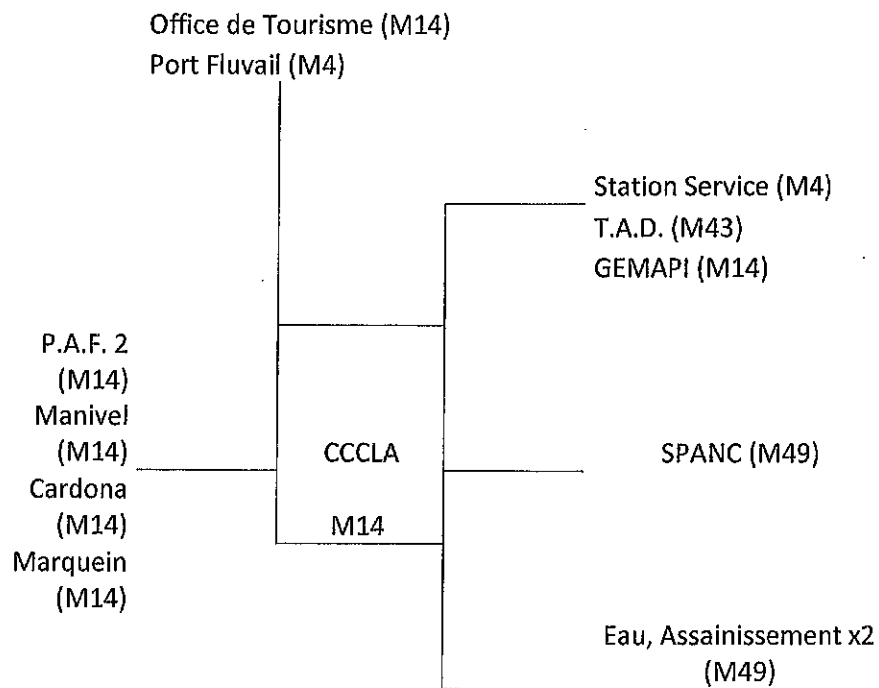 Office de Tourisme (M14)
Port Fluvail (M4)
Station Service (M4)
T.A.D. (M43)
GEMAPI (M14)
P.A.F. 2
(M14)
Manivel
(M14)
Cardona
(M14)
Marquein
(M14)
CCCLA
M14
SPANC (M49)
Eau, Assainissement x2
(M49)